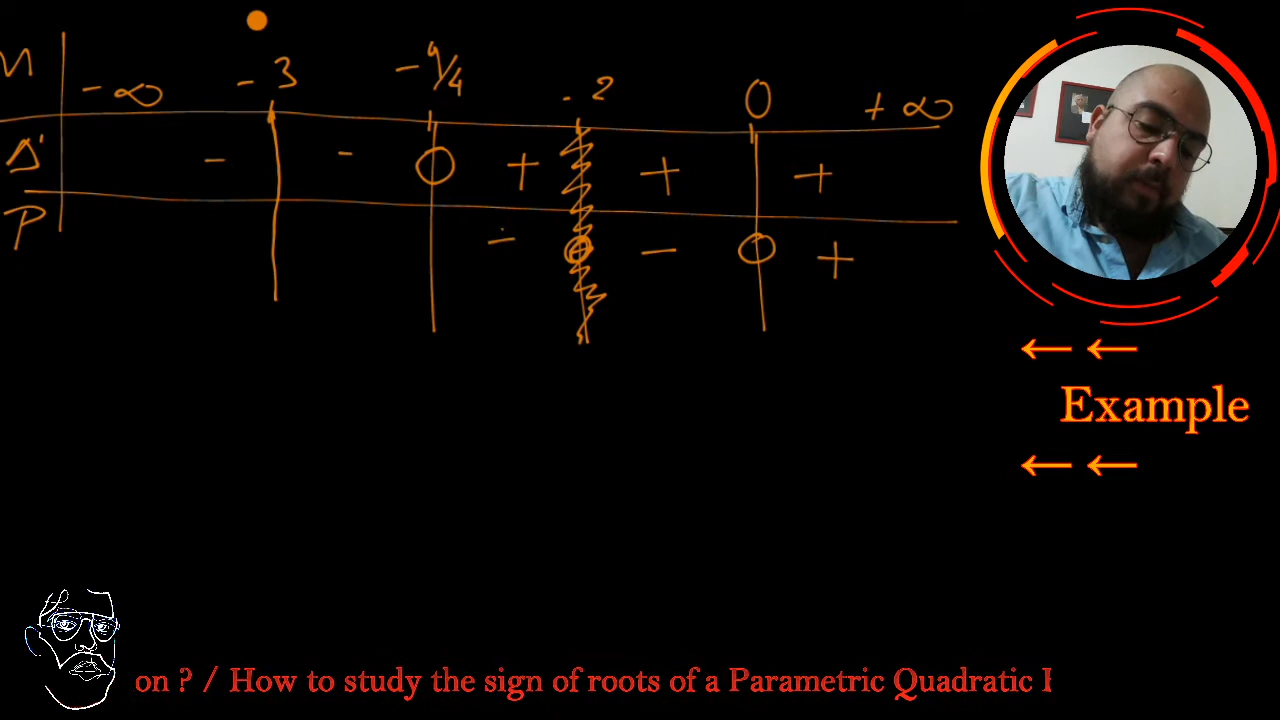 m -∞ -3 -9/4 -2 0 +∞
Δ' - - 0 + + +
P - 0 - 0 +
← ←
Example
← ←
on ? / How to study the sign of roots of a Parametric Quadratic